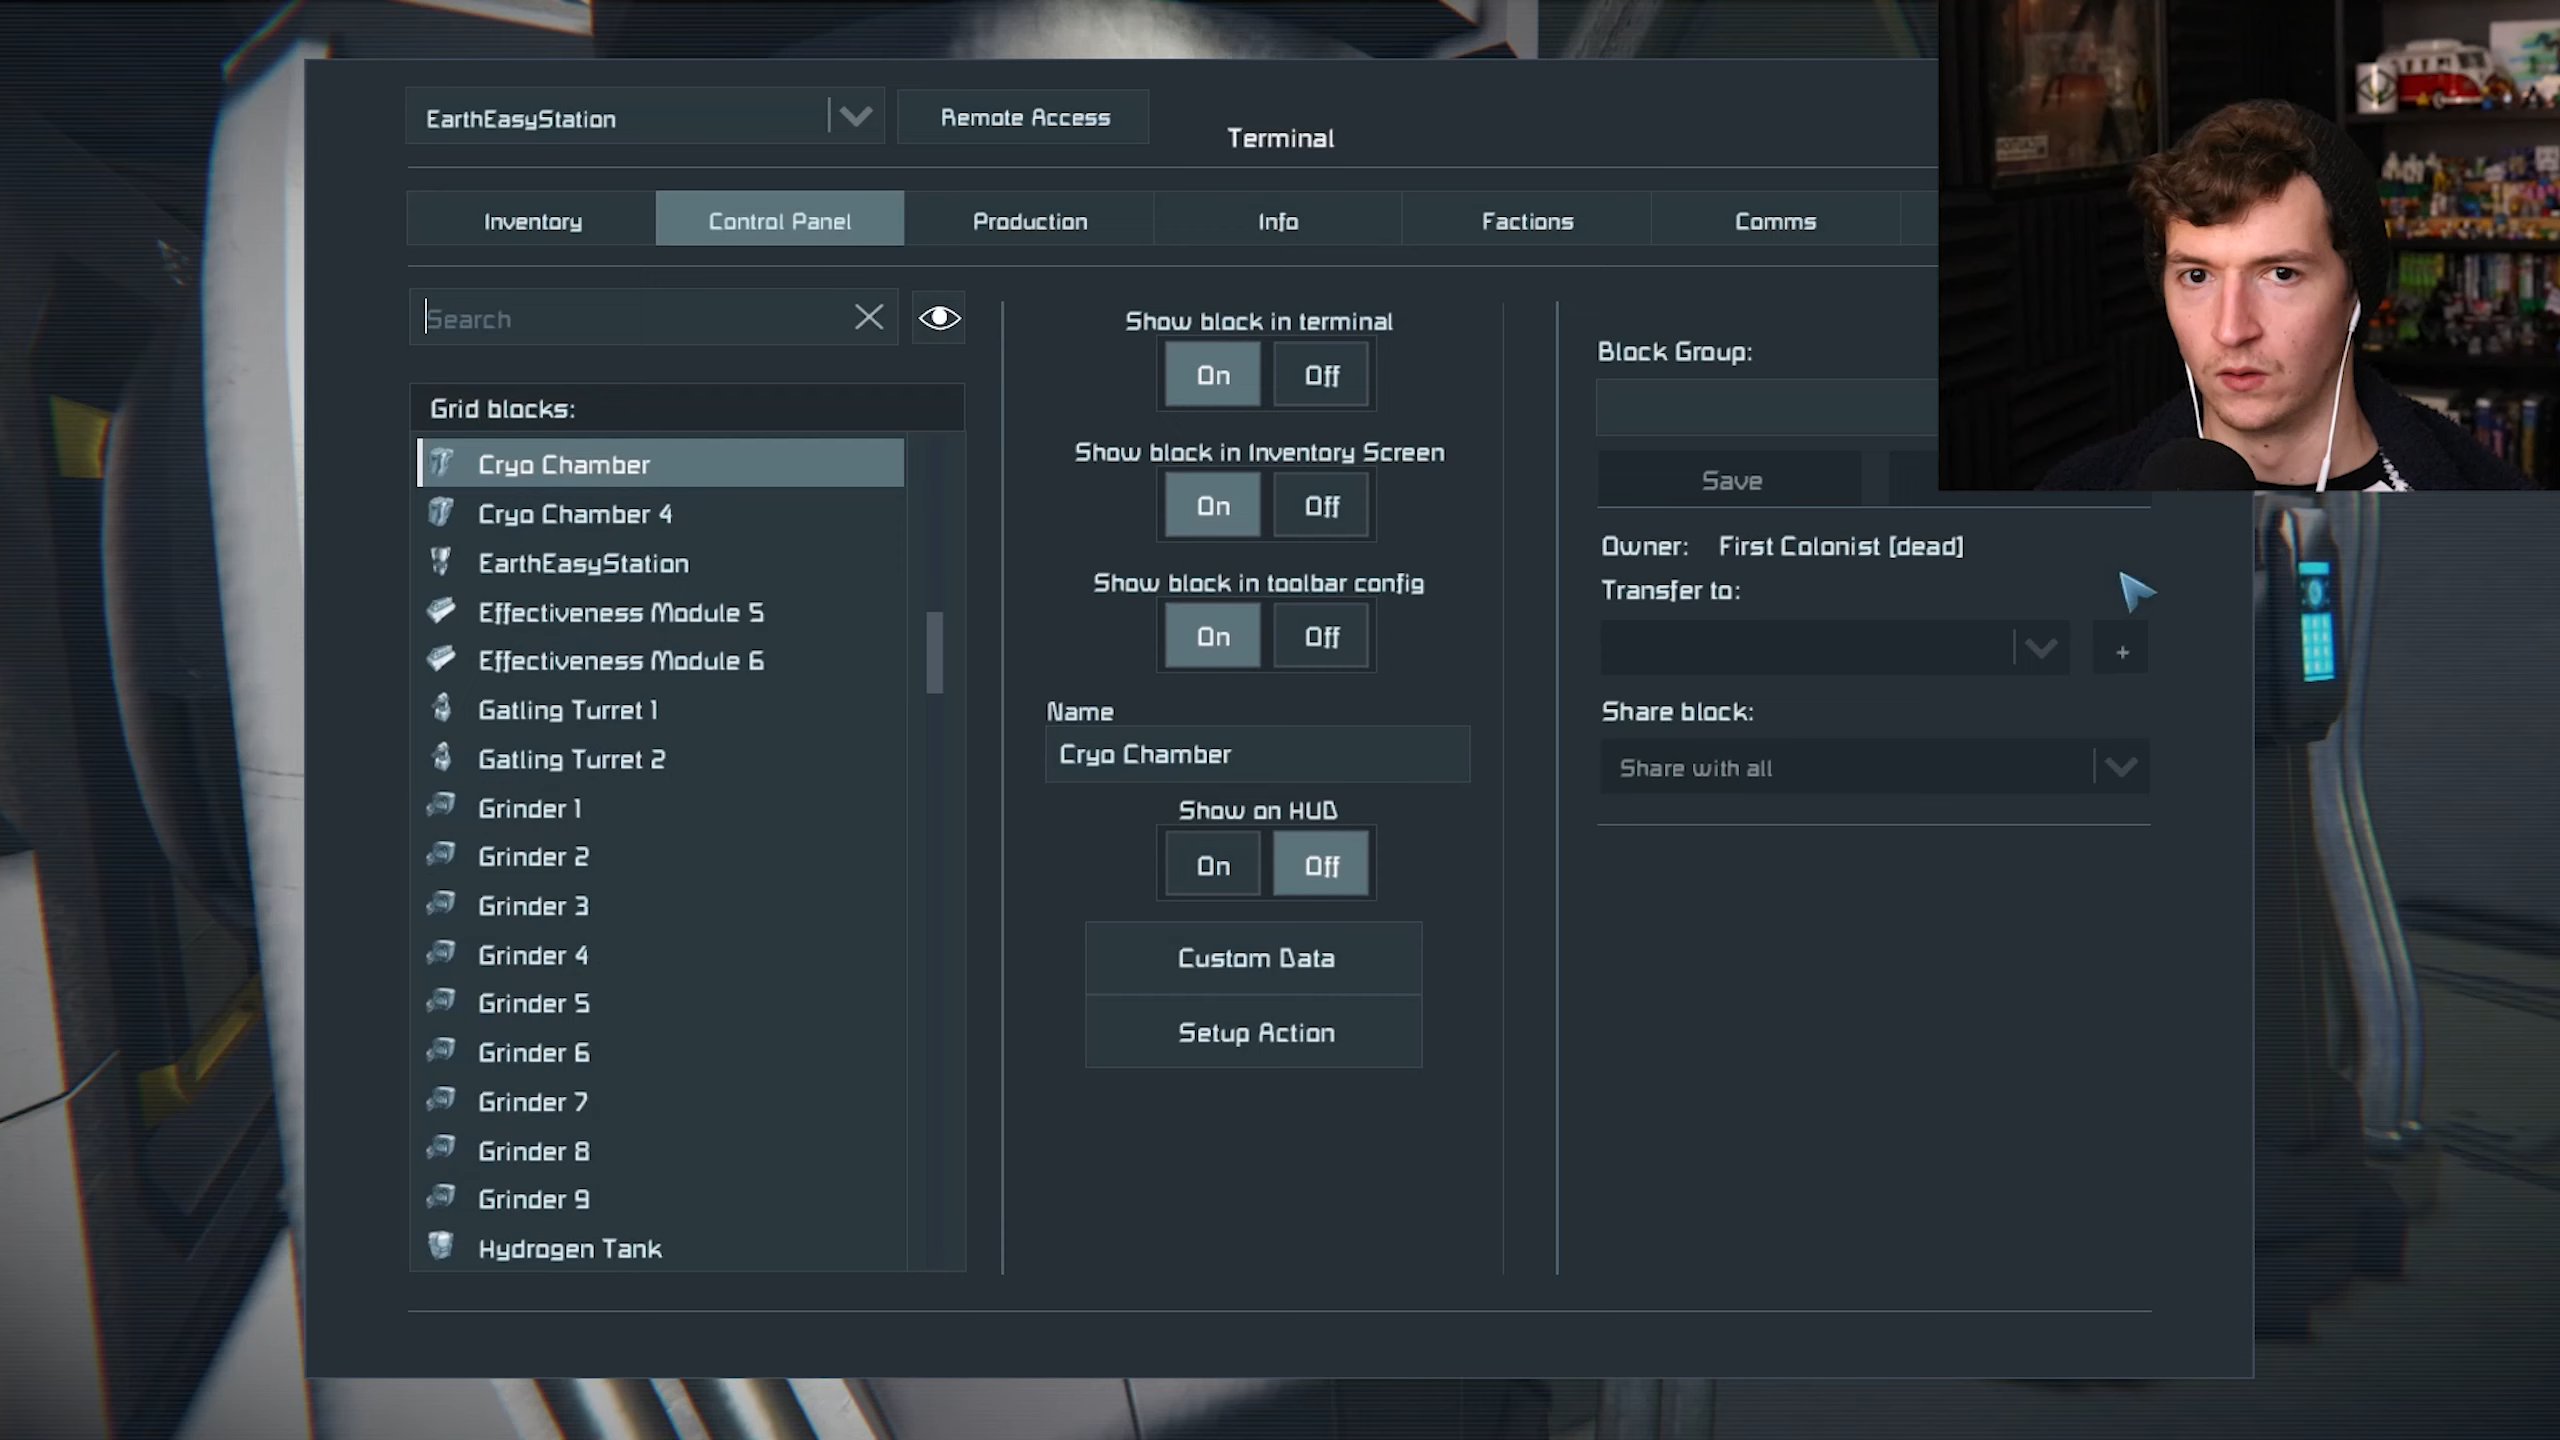 EarthEasyStation
Remote Access
Terminal
Inventory
Control Panel
Production
Info
Factions
Comms
Search
Grid blocks:
Cryo Chamber
Cryo Chamber 4
EarthEasyStation
Effectiveness Module 5
Effectiveness Module 6
Gatling Turret 1
Gatling Turret 2
Grinder 1
Grinder 2
Grinder 3
Grinder 4
Grinder 5
Grinder 6
Grinder 7
Grinder 8
Grinder 9
Hydrogen Tank
Show block in terminal
On Off
Show block in Inventory Screen
On Off
Show block in toolbar config
On Off
Name
Cryo Chamber
Show on HUD
On Off
Custom Data
Setup Action
Block Group:
Save
Owner: First Colonist [dead]
Transfer to:
+
Share block:
Share with all